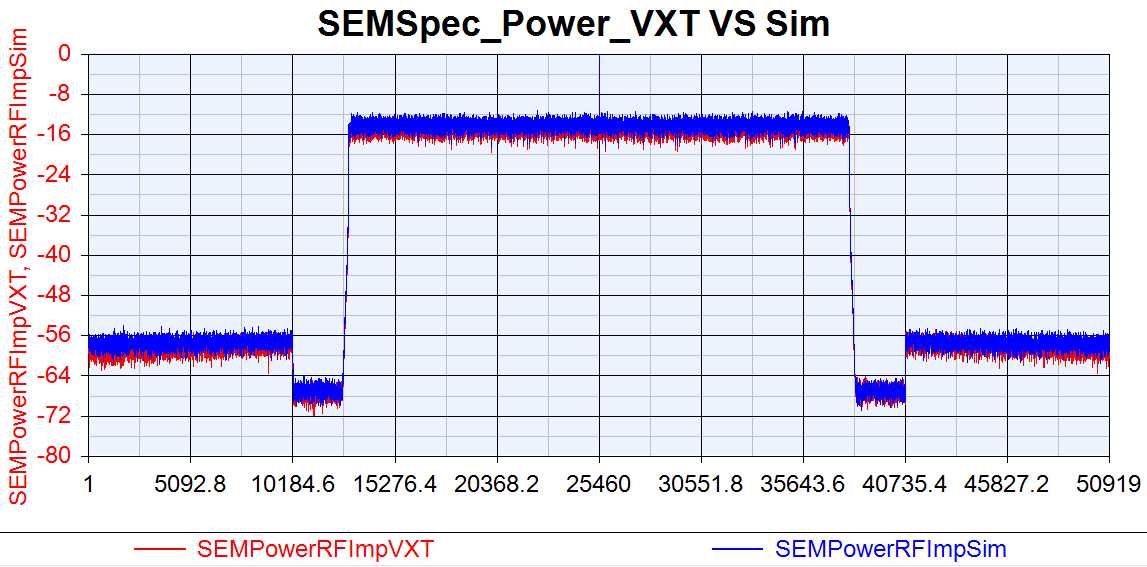 SEMSpec_Power_VXT VS Sim
SEMPowerRFImpVXT, SEMPowerRFImpSim
0
-8
-16
-24
-32
-40
-48
-56
-64
-72
-80
1 5092.8 10184.6 15276.4 20368.2 25460 30551.8 35643.6 40735.4 45827.2 50919
SEMPowerRFImpVXT SEMPowerRFImpSim